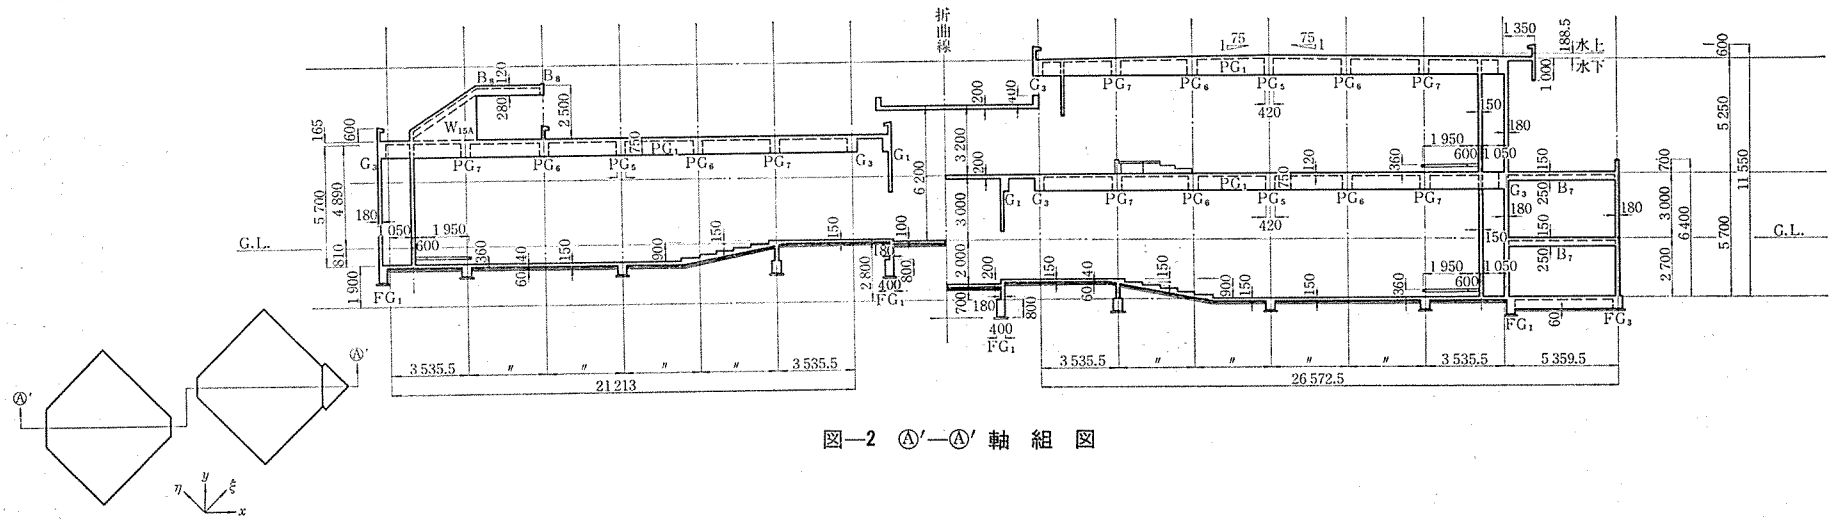 折曲線
75
75
1
1
1 350
188.5
水上
水下
600
1 000
B₈
120
B₈
280
2 500
W₁₅ₐ
165
600
G₃
PG₇
PG₆
PG₅
750
PG₁
PG₆
PG₇
G₃
G₁
5 700
4 890
810
180
1 050
1 950
600
360
60
140
150
900
150
150
100
180
2 800
400
800
FG₁
1 900
FG₁
G.L.
6 200
3 200
200
400
200
3 000
2 000
700
G₃
PG₇
PG₆
PG₁
PG₅
PG₆
PG₇
420
150
180
1 950
600
1 050
360
120
150
G₁
G₃
PG₇
PG₆
PG₁
PG₅
750
PG₆
PG₇
G₃
420
250
B₇
180
180
150
150
250
B₇
200
150
60
140
150
900
150
150
360
1 950
600
1 050
180
800
400
FG₁
FG₁
60
FG₃
700
3 000
2 700
6 400
5 250
5 700
11 550
G.L.
3 535.5
〃
〃
〃
〃
3 535.5
21 213
3 535.5
〃
〃
〃
〃
3 535.5
5 359.5
26 572.5
Ⓐ′
Ⓐ′
η
y
ξ
x
図—2 Ⓐ′—Ⓐ′ 軸組図